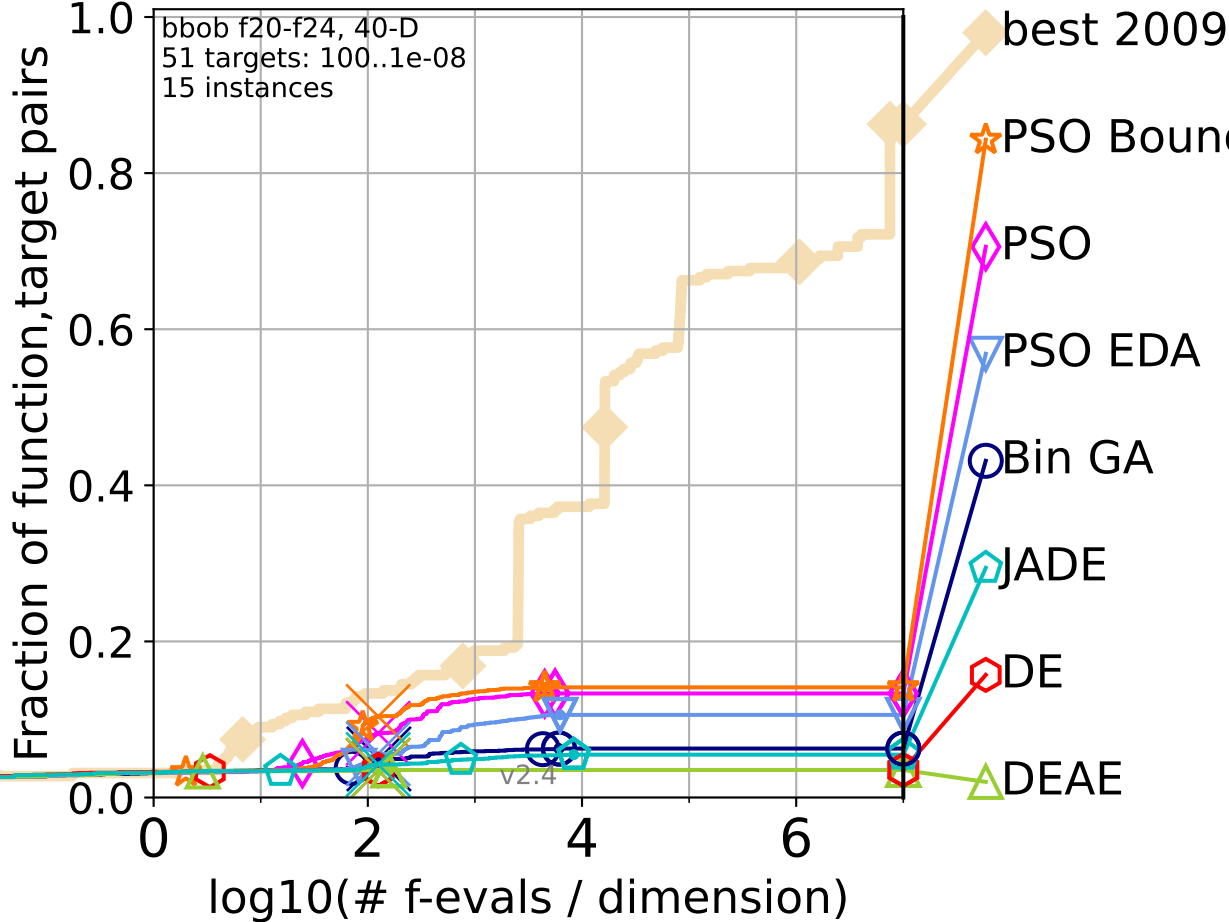 bbob f20-f24, 40-D
51 targets: 100..1e-08
15 instances
Fraction of function,target pairs
1.0
0.8
0.6
0.4
0.2
0.0
0
2
4
6
log10(# f-evals / dimension)
v2.4
best 2009
PSO Boun
PSO
PSO EDA
Bin GA
JADE
DE
DEAE